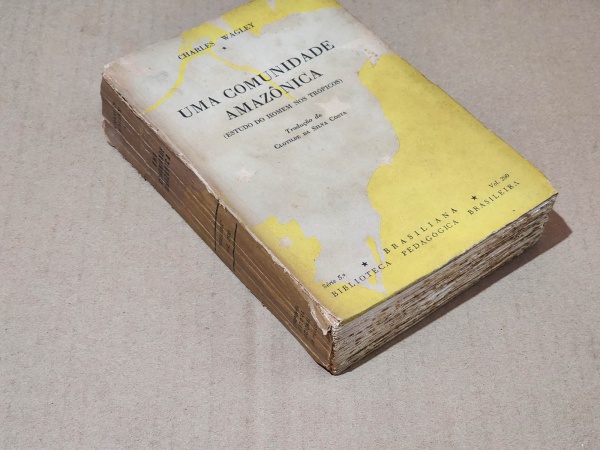 CHARLES WAGLEY
★
UMA COMUNIDADE
AMAZÔNICA
(ESTUDO DO HOMEM NOS TRÓPICOS)
Tradução de
CLOTILDE DA SILVA COSTA
Série 5.ª ★ BRASILIANA ★ Vol. 290
BIBLIOTECA PEDAGÓGICA BRASILEIRA